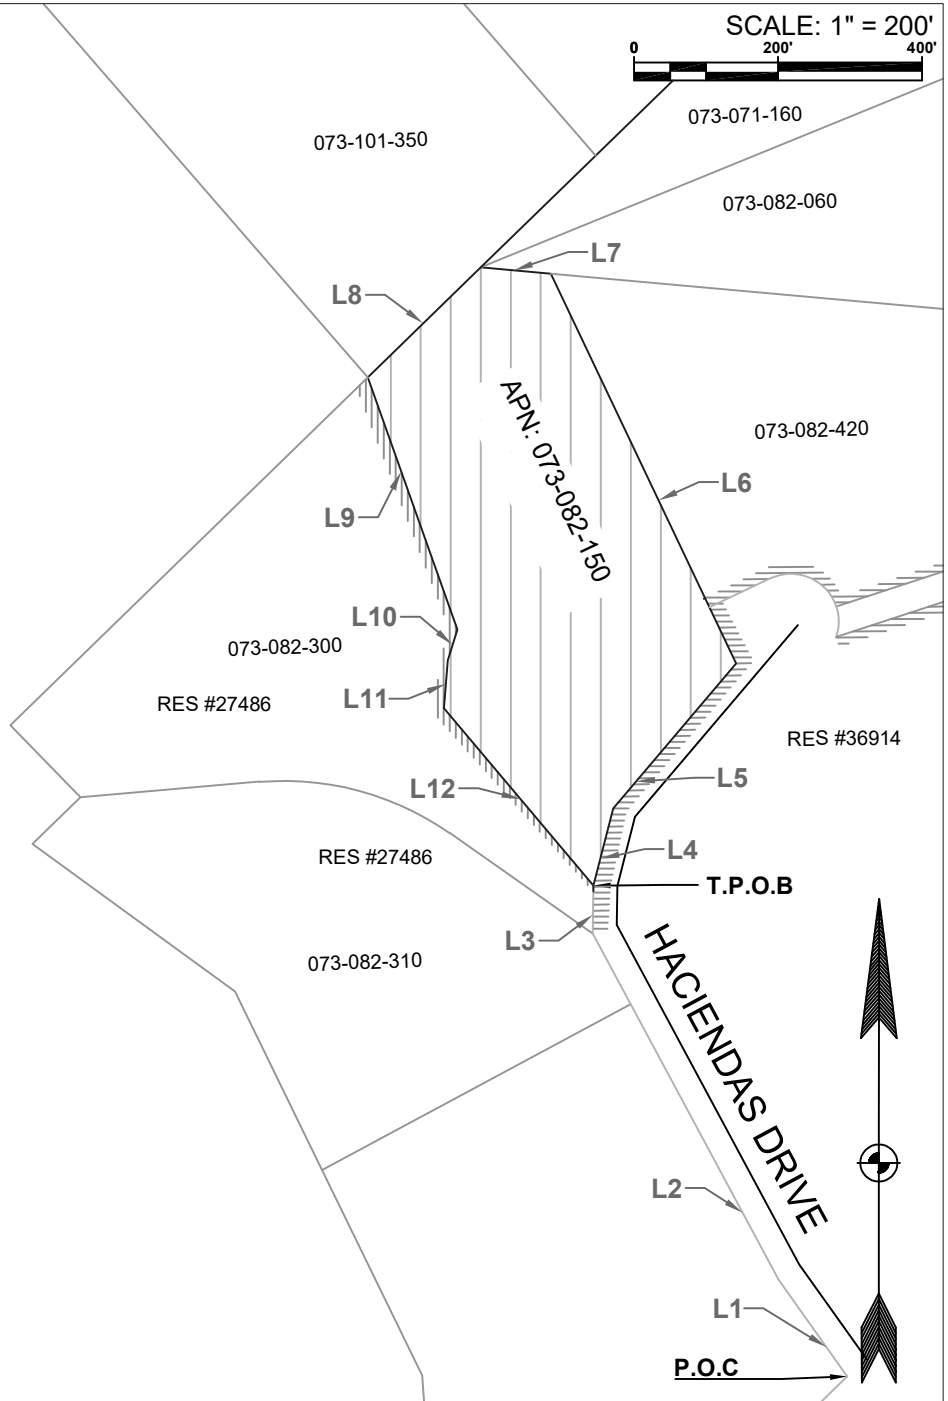 SCALE: 1" = 200'
0 200' 400'
073-071-160
073-101-350
073-082-060
L7
L8
APN: 073-082-150
073-082-420
L6
L9
L10
073-082-300
L11
RES #27486
RES #36914
L5
L12
L4
RES #27486
T.P.O.B
L3
073-082-310
HACIENDAS DRIVE
L2
L1
P.O.C